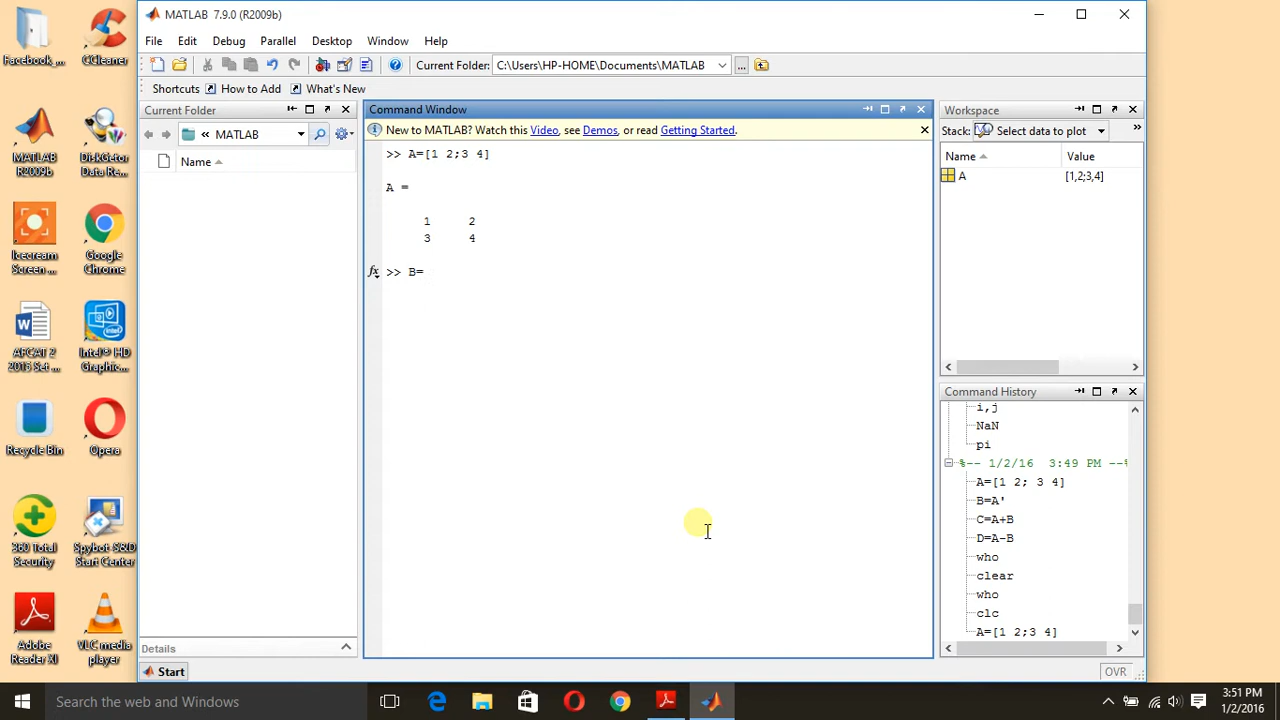 Facebook_...
CCleaner
MATLAB R2009b
DiskGetor Data Re...
Icecream Screen ...
Google Chrome
AFCAT 2 2015 Set ...
Intel® HD Graphic...
Recycle Bin
Opera
360 Total Security
Spybot S&D Start Center
Adobe Reader XI
VLC media player
MATLAB 7.9.0 (R2009b)
File Edit Debug Parallel Desktop Window Help
Current Folder: C:\Users\HP-HOME\Documents\MATLAB ...
Shortcuts How to Add What's New
Current Folder
« MATLAB
Name
Details
Command Window
New to MATLAB? Watch this Video, see Demos, or read Getting Started.
>> A=[1 2;3 4]
A =
1 2
3 4
fx >> B=
Workspace
Stack: Select data to plot »
Name Value
A [1,2;3,4]
Command History
i,j
NaN
pi
%-- 1/2/16 3:49 PM --%
A=[1 2; 3 4]
B=A'
C=A+B
D=A-B
who
clear
who
clc
A=[1 2;3 4]
Start
OVR
Search the web and Windows
3:51 PM
1/2/2016